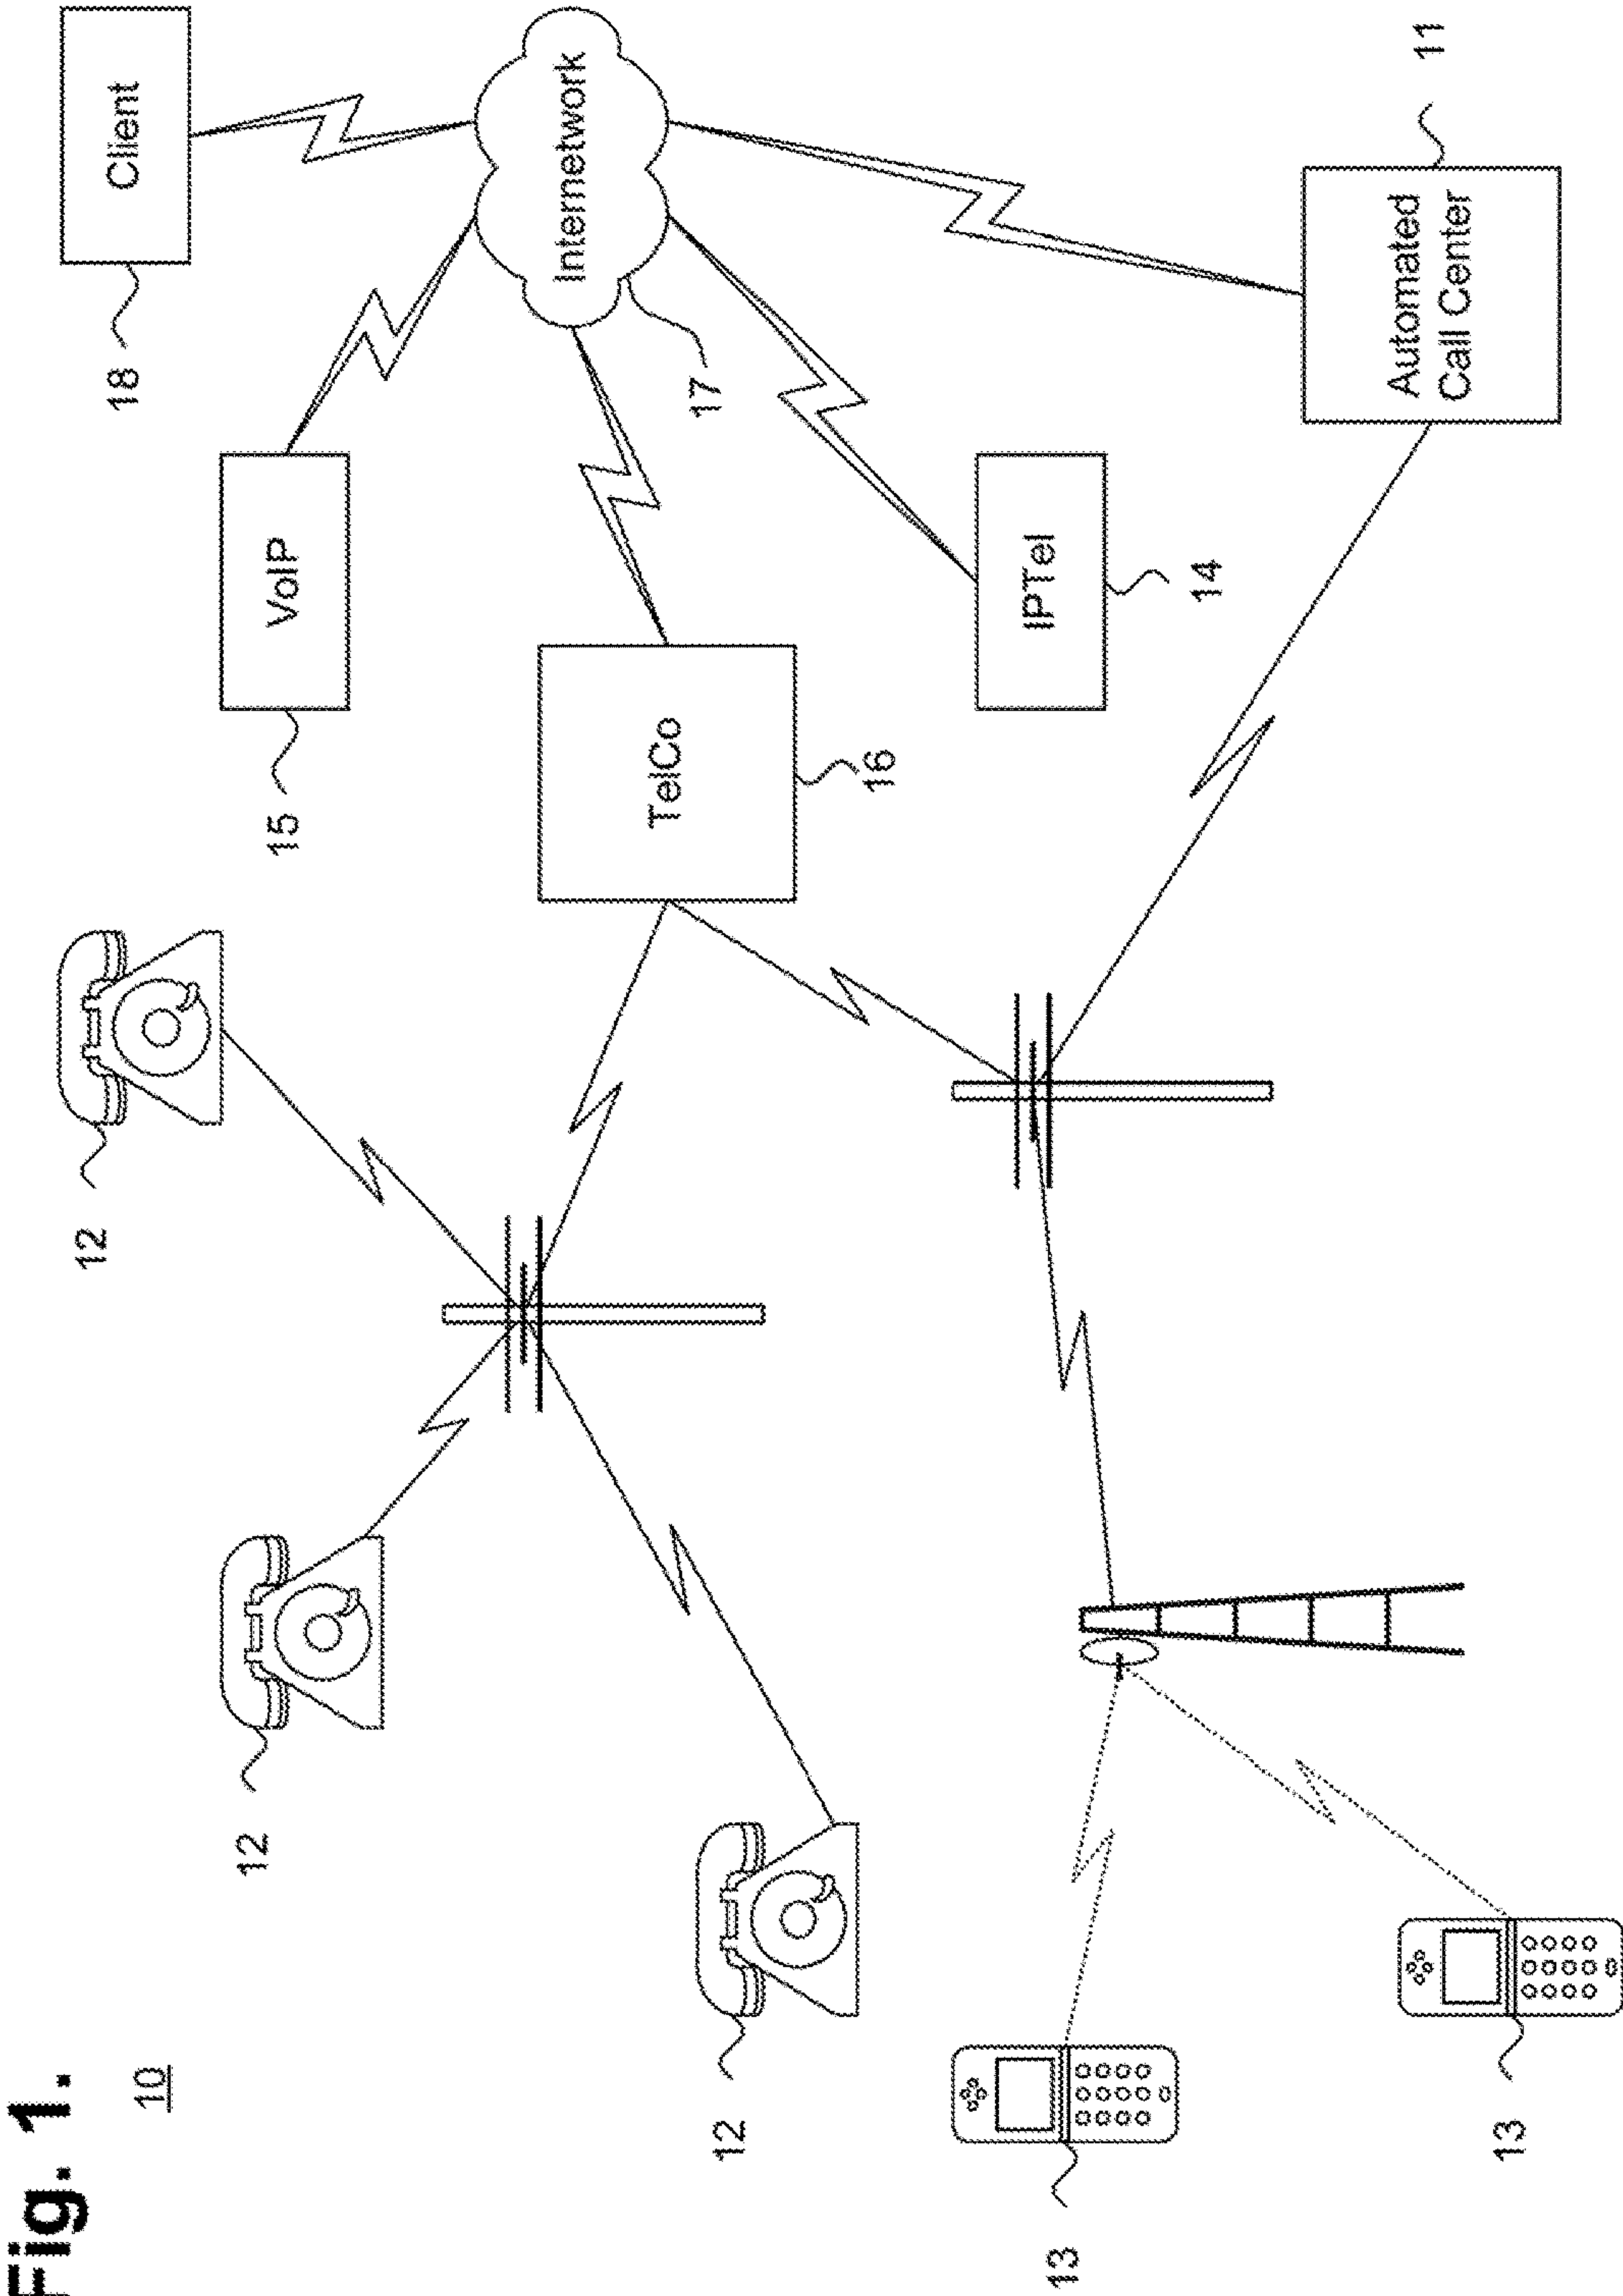 Fig. 1.
10
12
12
12
13
13
15
VoIP
18
Client
TelCo
16
Internetwork
17
IPTel
14
Automated
Call Center
11